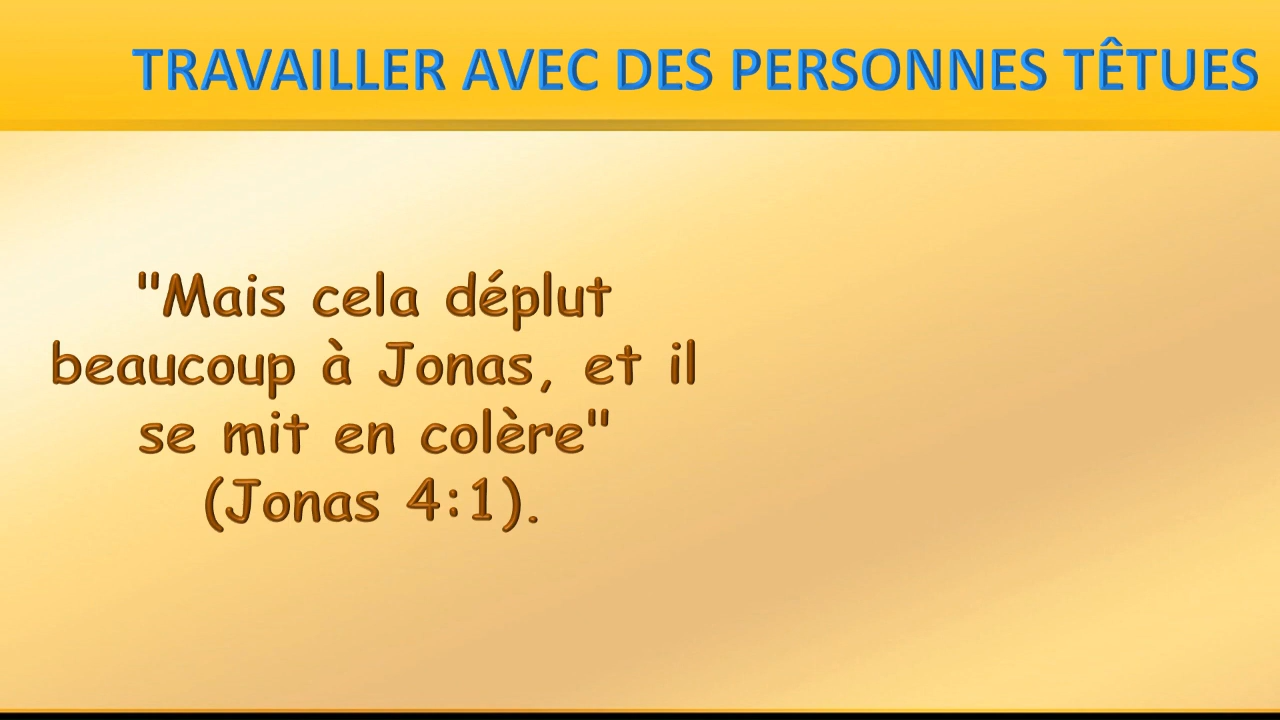 TRAVAILLER AVEC DES PERSONNES TÊTUES
"Mais cela déplut
beaucoup à Jonas, et il
se mit en colère"
(Jonas 4:1).